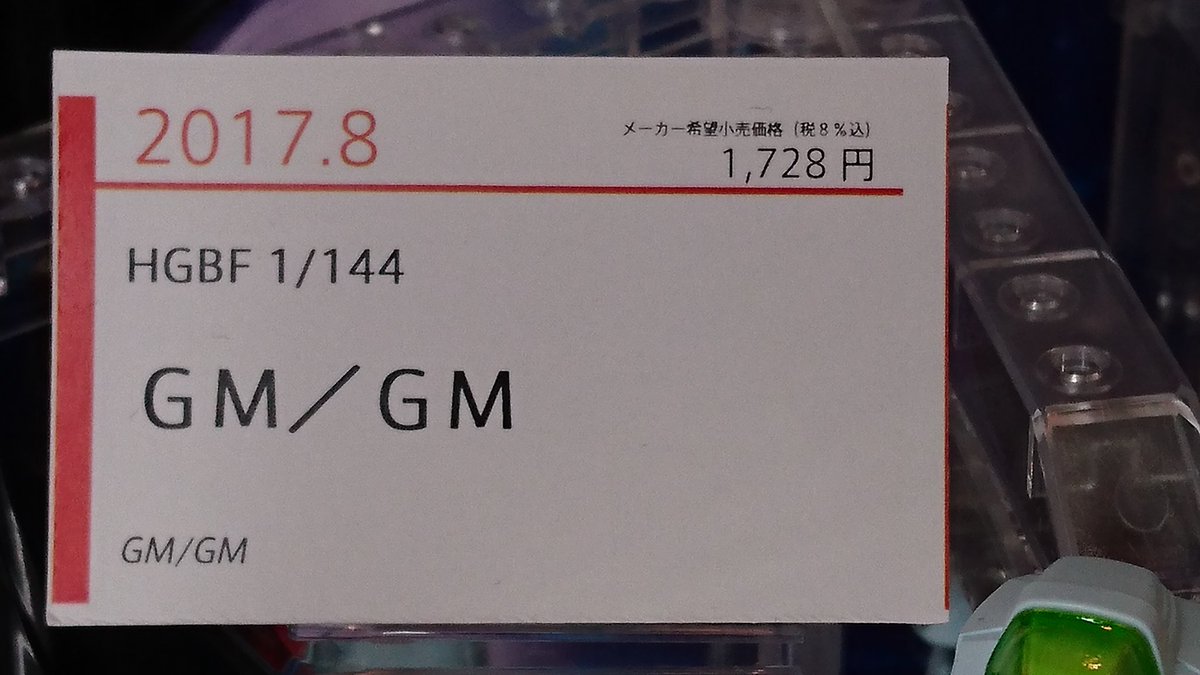 2017.8
メーカー希望小売価格（税８％込）
1,728 円
HGBF 1/144
GM／GM
GM/GM